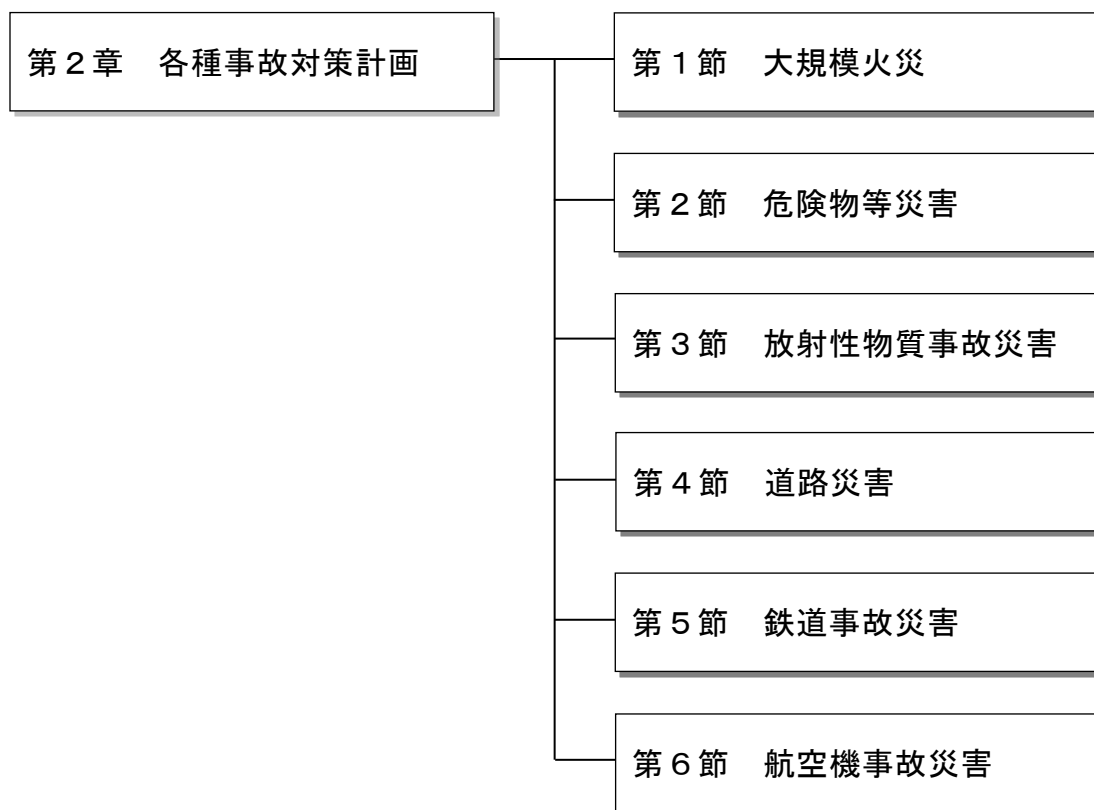 第２章　各種事故対策計画
第１節　大規模火災
第２節　危険物等災害
第３節　放射性物質事故災害
第４節　道路災害
第５節　鉄道事故災害
第６節　航空機事故災害